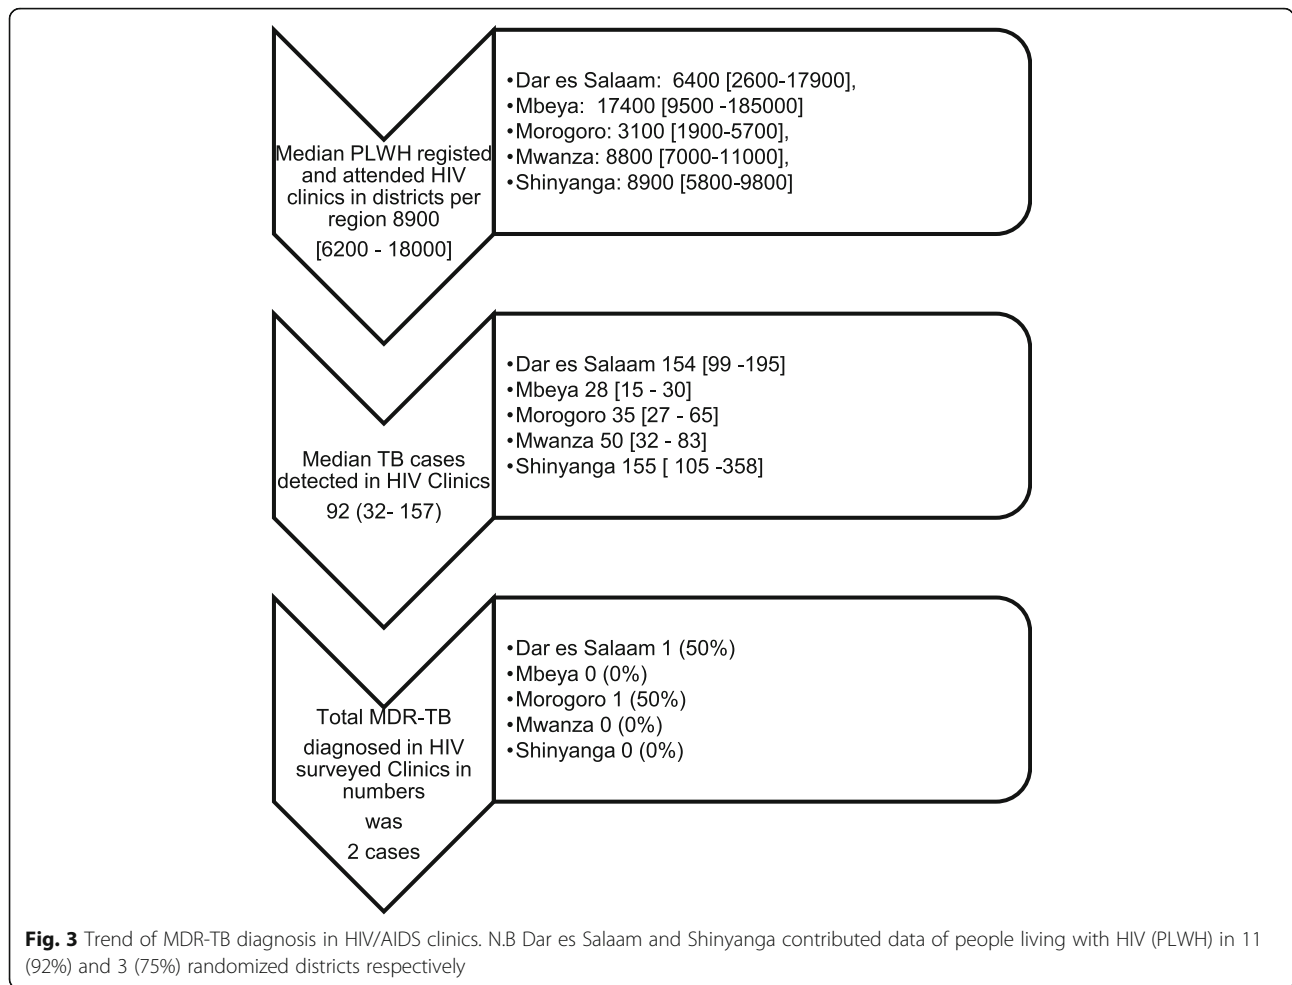 Median PLWH registed
and attended HIV
clinics in districts per
region 8900
[6200 - 18000]
•Dar es Salaam: 6400 [2600-17900],
•Mbeya: 17400 [9500 -185000]
•Morogoro: 3100 [1900-5700],
•Mwanza: 8800 [7000-11000],
•Shinyanga: 8900 [5800-9800]
Median TB cases
detected in HIV Clinics
92 (32- 157)
•Dar es Salaam 154 [99 -195]
•Mbeya 28 [15 - 30]
•Morogoro 35 [27 - 65]
•Mwanza 50 [32 - 83]
•Shinyanga 155 [ 105 -358]
Total MDR-TB
diagnosed in HIV
surveyed Clinics in
numbers
was
2 cases
•Dar es Salaam 1 (50%)
•Mbeya 0 (0%)
•Morogoro 1 (50%)
•Mwanza 0 (0%)
•Shinyanga 0 (0%)
Fig. 3 Trend of MDR-TB diagnosis in HIV/AIDS clinics. N.B Dar es Salaam and Shinyanga contributed data of people living with HIV (PLWH) in 11
(92%) and 3 (75%) randomized districts respectively